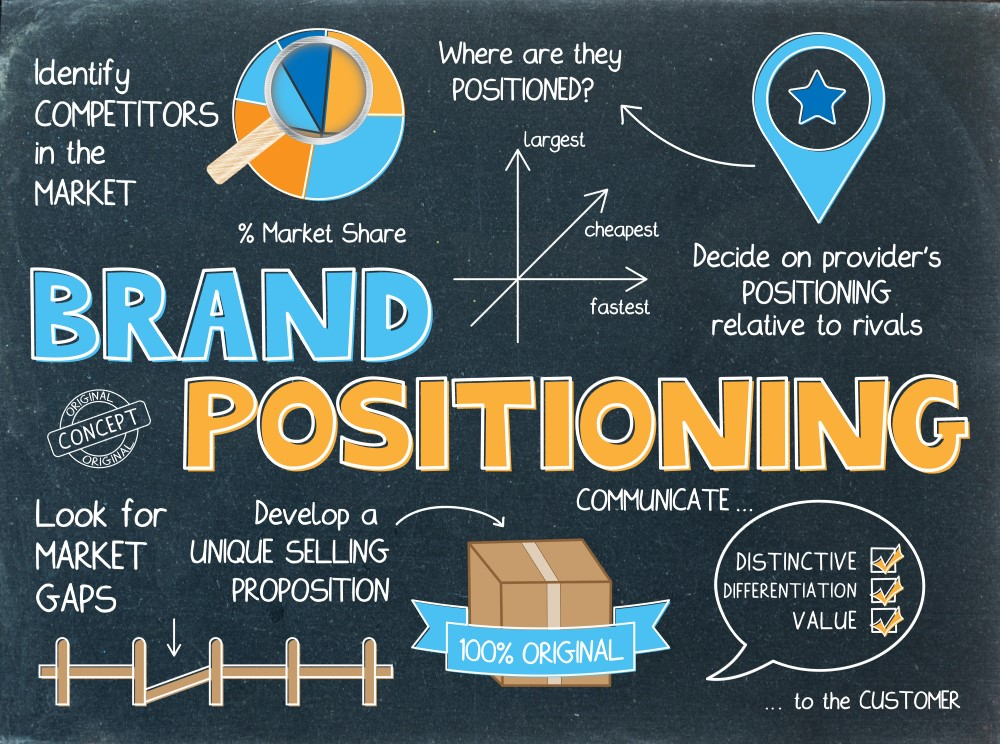 Identify
COMPETITORS
in the
MARKET
% Market Share
Where are they
POSITIONED?
largest
cheapest
fastest
Decide on provider's
POSITIONING
relative to rivals
BRAND
POSITIONING
ORIGINAL
CONCEPT
ORIGINAL
Look for
MARKET
GAPS
Develop a
UNIQUE SELLING
PROPOSITION
100% ORIGINAL
COMMUNICATE ...
DISTINCTIVE
DIFFERENTIATION
VALUE
... to the CUSTOMER